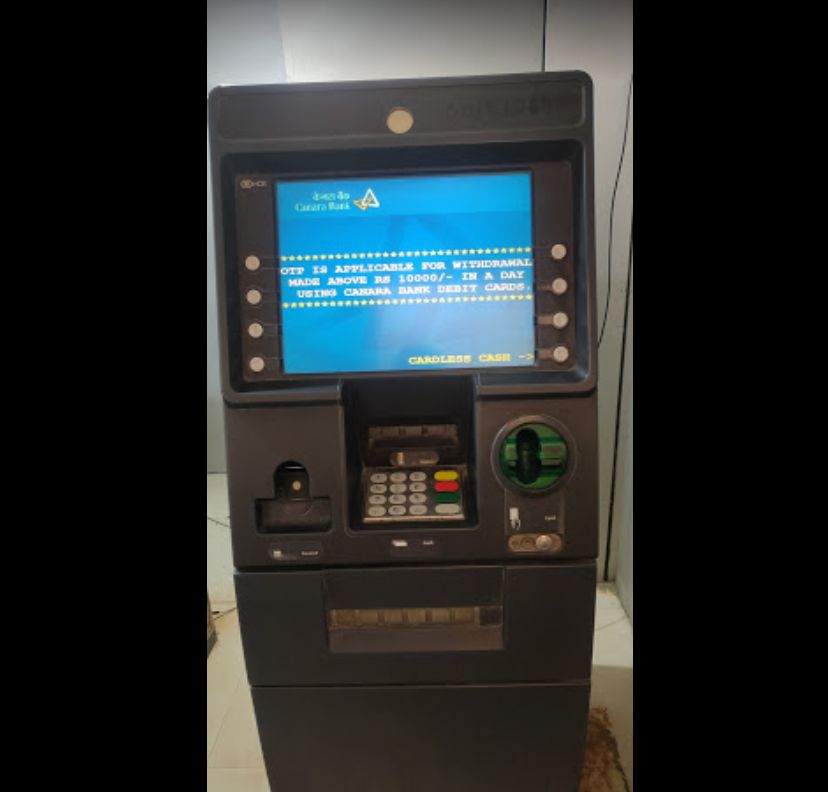 NCR
केनरा बैंक
Canara Bank
OTP IS APPLICABLE FOR WITHDRAWAL
MADE ABOVE RS 10000/- IN A DAY
USING CANARA BANK DEBIT CARDS.
CARDLESS CASH ->